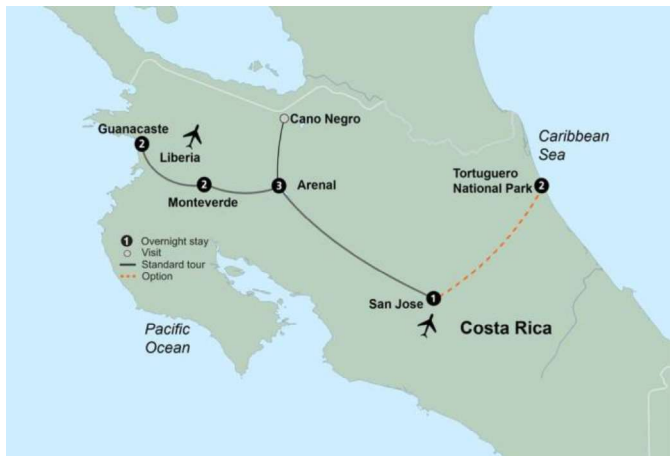 Cano Negro
Guanacaste
2
Liberia
Caribbean
Sea
Tortuguero
National Park
2
2
Monteverde
3
Arenal
1 Overnight stay
Visit
Standard tour
Option
San Jose
1
Costa Rica
Pacific
Ocean